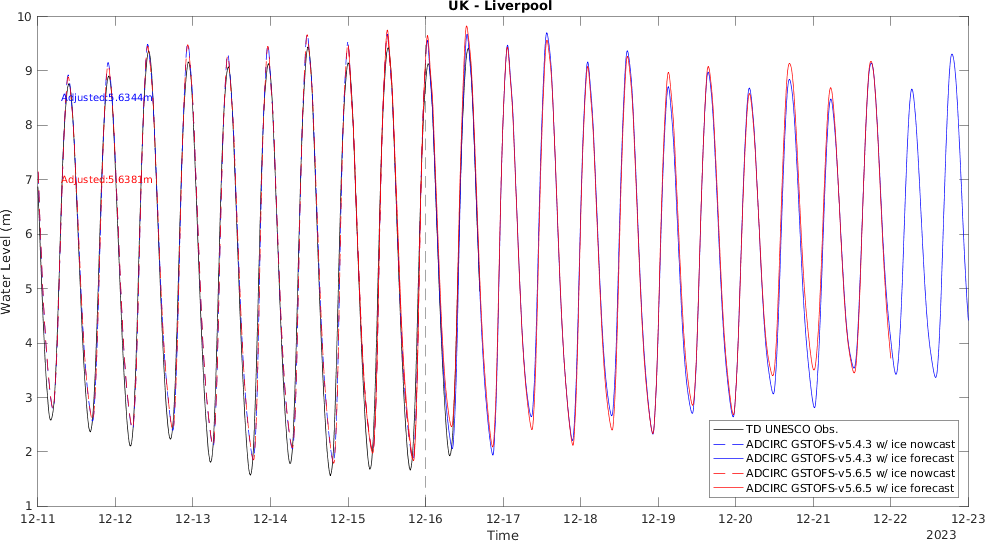 UK - Liverpool
10
9
8
7
6
5
4
3
2
1
Water Level (m)
Adjusted:5.6344m
Adjusted:5.6381m
TD UNESCO Obs.
ADCIRC GSTOFS-v5.4.3 w/ ice nowcast
ADCIRC GSTOFS-v5.4.3 w/ ice forecast
ADCIRC GSTOFS-v5.6.5 w/ ice nowcast
ADCIRC GSTOFS-v5.6.5 w/ ice forecast
12-11 12-12 12-13 12-14 12-15 12-16 12-17 12-18 12-19 12-20 12-21 12-22 12-23
Time
2023